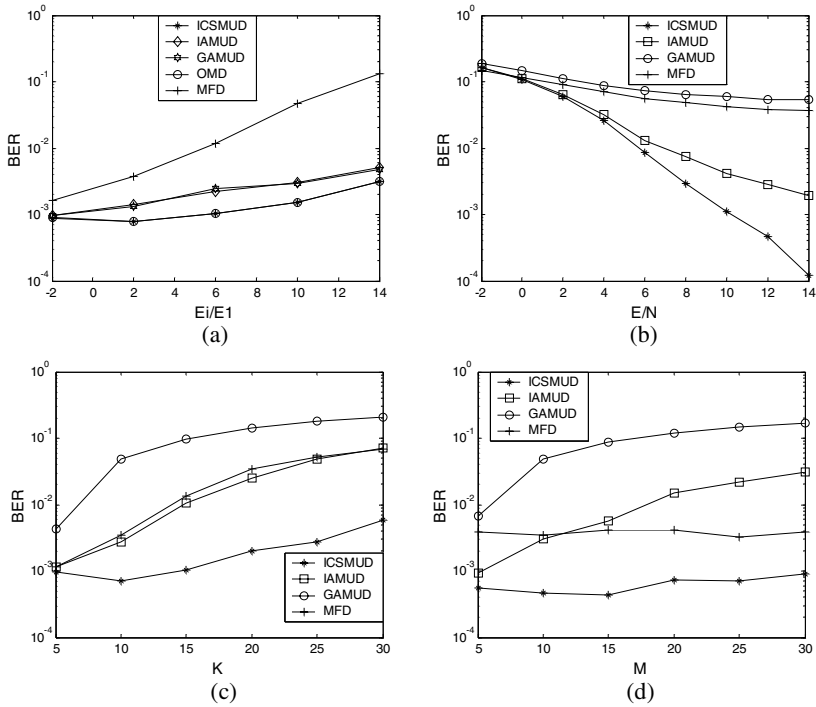 10^0
10^-1
10^-2
10^-3
10^-4
BER
ICSMUD
IAMUD
GAMUD
OMD
MFD
-2 0 2 4 6 8 10 12 14
Ei/E1
(a)
10^0
10^-1
10^-2
10^-3
10^-4
BER
ICSMUD
IAMUD
GAMUD
MFD
-2 0 2 4 6 8 10 12 14
E/N
(b)
10^0
10^-1
10^-2
10^-3
10^-4
BER
ICSMUD
IAMUD
GAMUD
MFD
5 10 15 20 25 30
K
(c)
10^0
10^-1
10^-2
10^-3
10^-4
BER
ICSMUD
IAMUD
GAMUD
MFD
5 10 15 20 25 30
M
(d)